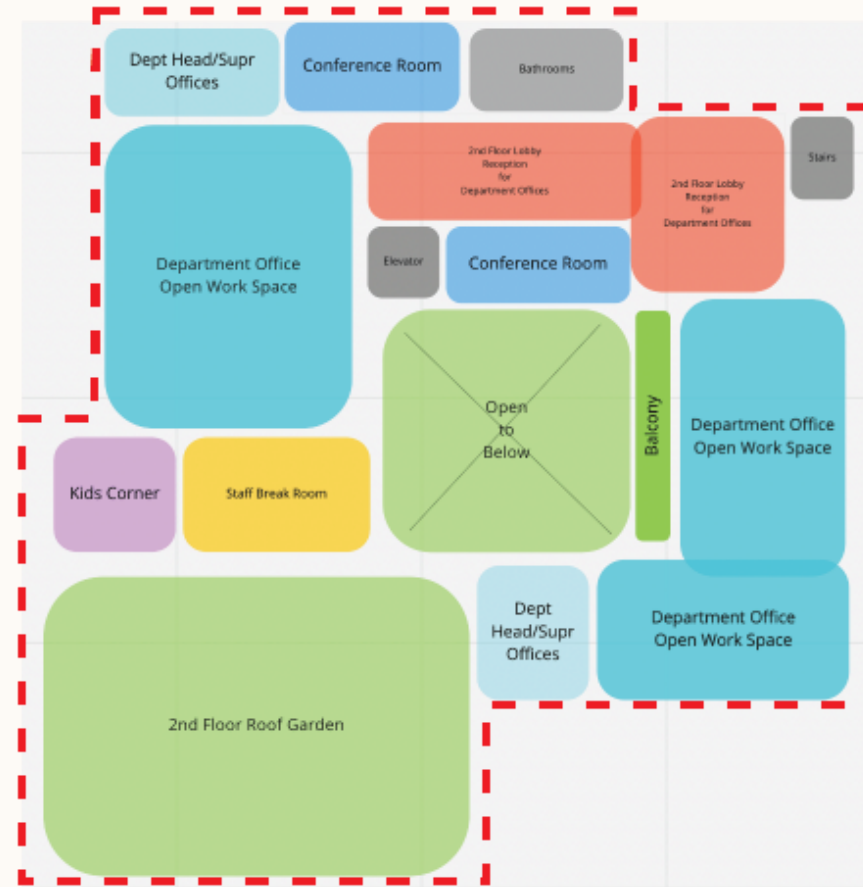 Dept Head/Supr
Offices
Conference Room
Bathrooms
2nd Floor Lobby
Reception
for
Department Offices
2nd Floor Lobby
Reception
for
Department Offices
Stairs
Department Office
Open Work Space
Elevator
Conference Room
Open
to
Below
Balcony
Department Office
Open Work Space
Kids Corner
Staff Break Room
Dept
Head/Supr
Offices
Department Office
Open Work Space
2nd Floor Roof Garden